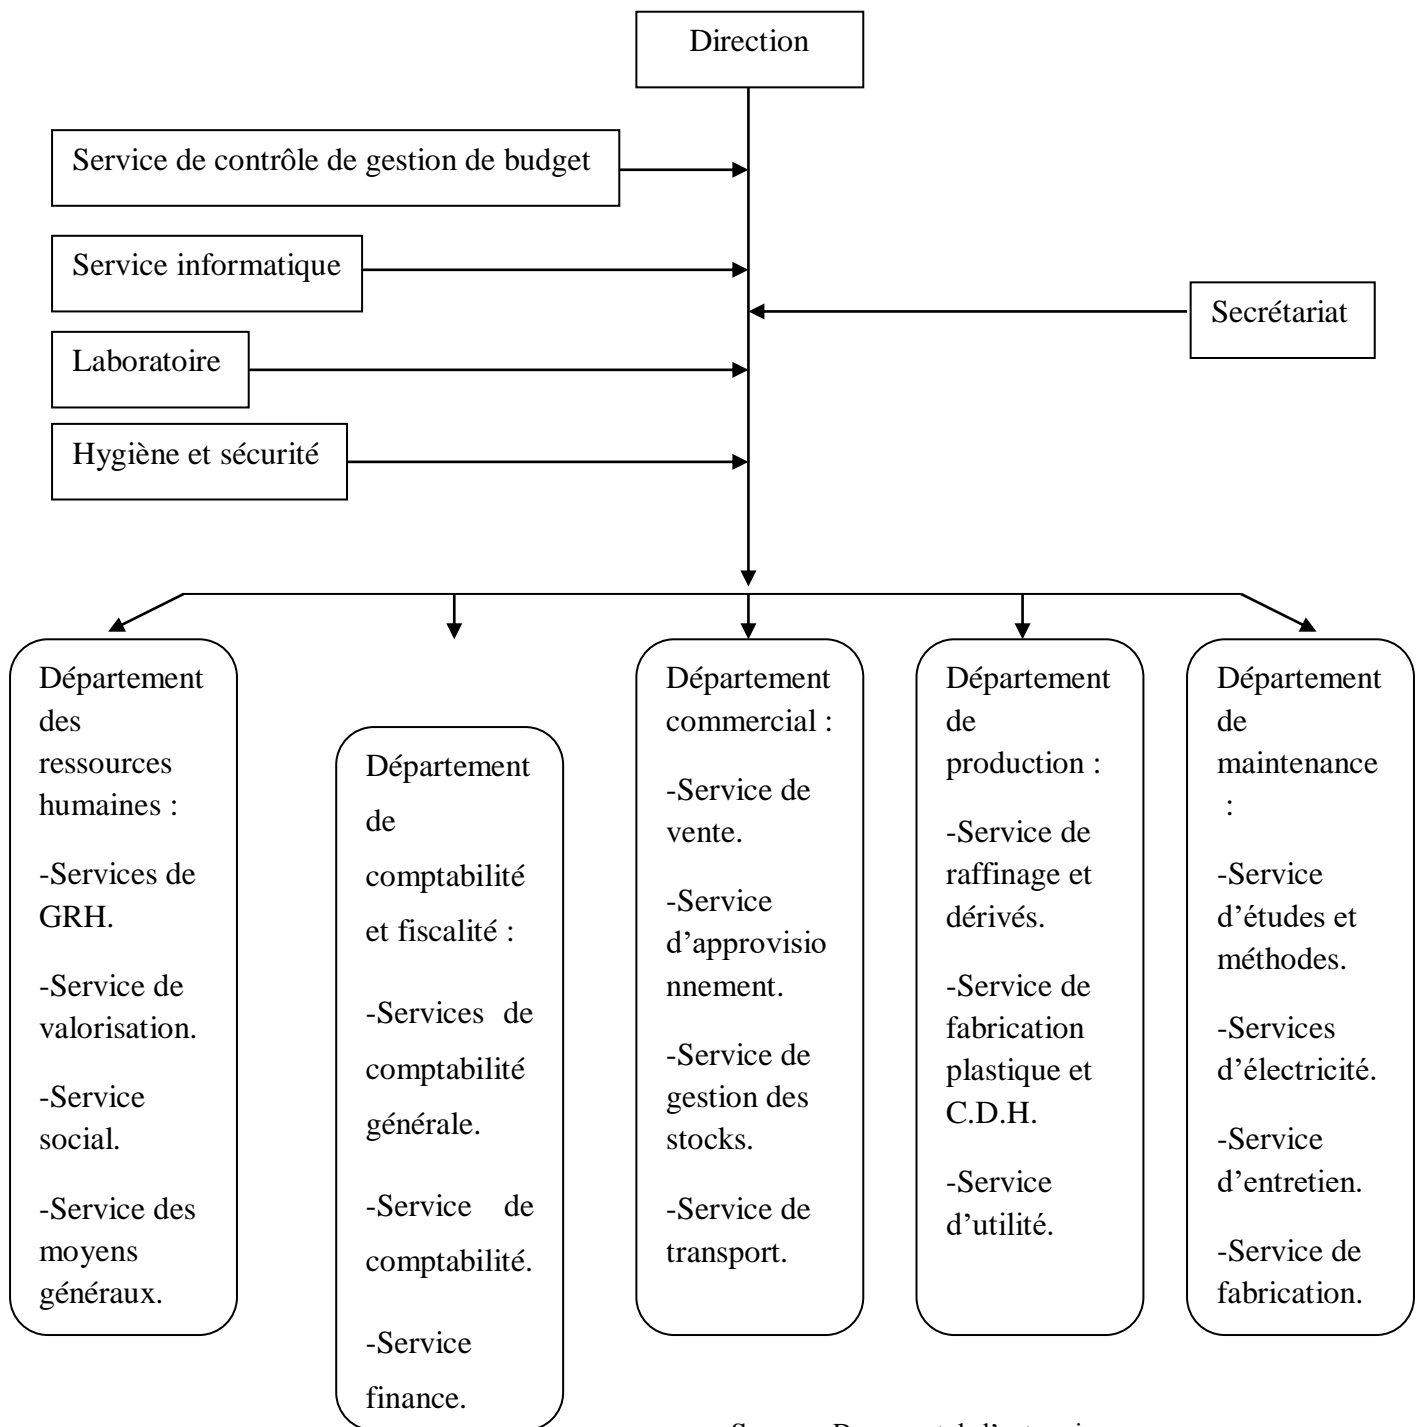 Direction
Service de contrôle de gestion de budget
Service informatique
Secrétariat
Laboratoire
Hygiène et sécurité
Département
des
ressources
humaines :
-Services de
GRH.
-Service de
valorisation.
-Service
social.
-Service des
moyens
généraux.
Département
de
comptabilité
et fiscalité :
-Services de
comptabilité
générale.
-Service de
comptabilité.
-Service
finance.
Département
commercial :
-Service de
vente.
-Service
d’approvisio
nnement.
-Service de
gestion des
stocks.
-Service de
transport.
Département
de
production :
-Service de
raffinage et
dérivés.
-Service de
fabrication
plastique et
C.D.H.
-Service
d’utilité.
Département
de
maintenance
:
-Service
d’études et
méthodes.
-Services
d’électricité.
-Service
d’entretien.
-Service de
fabrication.